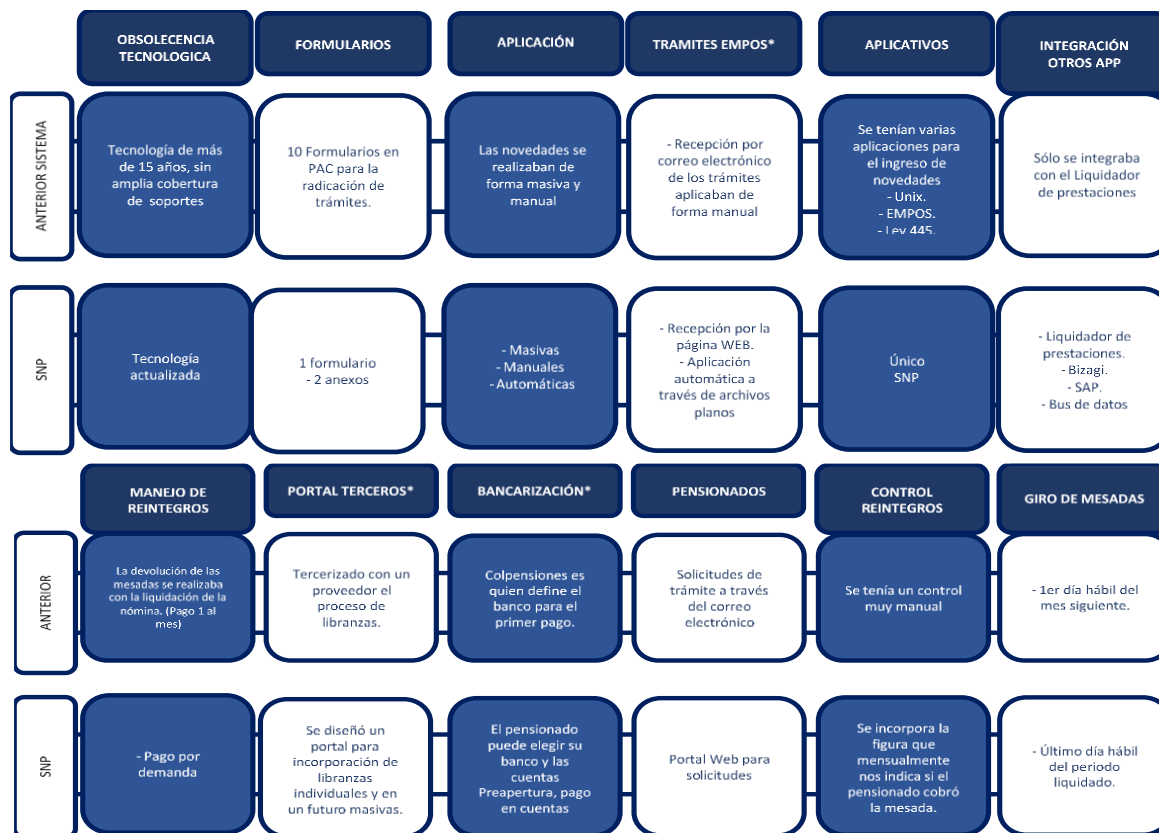 OBSOLECENCIA
TECNOLOGICA
FORMULARIOS
APLICACIÓN
TRAMITES EMPOS*
APLICATIVOS
INTEGRACIÓN
OTROS APP
ANTERIOR SISTEMA
Tecnología de más
de 15 años, sin
amplia cobertura
de soportes
10 Formularios en
PAC para la
radicación de
trámites.
Las novedades se
realizaban de
forma masiva y
manual
- Recepción por
correo electrónico
de los trámites
aplicaban de
forma manual
Se tenían varias
aplicaciones para
el ingreso de
novedades
- Unix.
- EMPOS.
- Ley 445.
Sólo se integraba
con el Liquidador
de prestaciones
SNP
Tecnología
actualizada
1 formulario
- 2 anexos
- Masivas
- Manuales
- Automáticas
- Recepción por la
página WEB.
- Aplicación
automática a
través de archivos
planos
Único
SNP
- Liquidador de
prestaciones.
- Bizagi.
- SAP.
- Bus de datos
MANEJO DE
REINTEGROS
PORTAL TERCEROS*
BANCARIZACIÓN*
PENSIONADOS
CONTROL
REINTEGROS
GIRO DE MESADAS
ANTERIOR
La devolución de las
mesadas se realizaba
con la liquidación de la
nómina. (Pago 1 al
mes)
Tercerizado con un
proveedor el
proceso de
libranzas.
Colpensiones es
quien define el
banco para el
primer pago.
Solicitudes de
trámite a través
del correo
electrónico
Se tenía un control
muy manual
- 1er día hábil del
mes siguiente.
SNP
- Pago por
demanda
Se diseñó un
portal para
incorporación de
libranzas
individuales y en
un futuro masivas.
El pensionado
puede elegir su
banco y las
cuentas
Preapertura, pago
en cuentas
Portal Web para
solicitudes
Se incorpora la
figura que
mensualmente
nos indica si el
pensionado cobró
la mesada.
- Último día hábil
del periodo
liquidado.